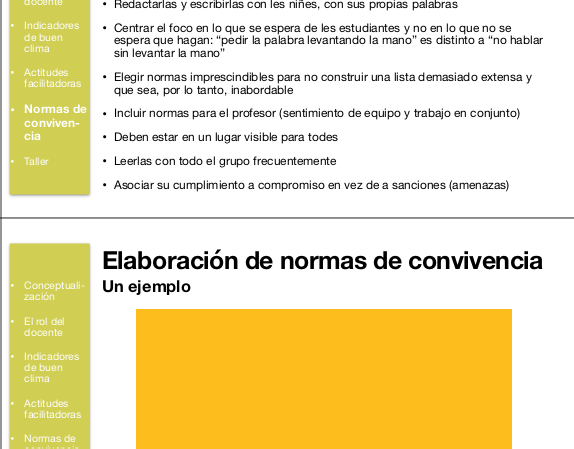 docente
Indicadores
de buen
clima
Actitudes
facilitadoras
Normas de
conviven-
cia
Taller
Redactarlas y escribirlas con les niñes, con sus propias palabras
Centrar el foco en lo que se espera de les estudiantes y no en lo que no se
espera que hagan: “pedir la palabra levantando la mano” es distinto a “no hablar
sin levantar la mano”
Elegir normas imprescindibles para no construir una lista demasiado extensa y
que sea, por lo tanto, inabordable
Incluir normas para el profesor (sentimiento de equipo y trabajo en conjunto)
Deben estar en un lugar visible para todes
Leerlas con todo el grupo frecuentemente
Asociar su cumplimiento a compromiso en vez de a sanciones (amenazas)
Elaboración de normas de convivencia
Un ejemplo
Conceptuali-
zación
El rol del
docente
Indicadores
de buen
clima
Actitudes
facilitadoras
Normas de